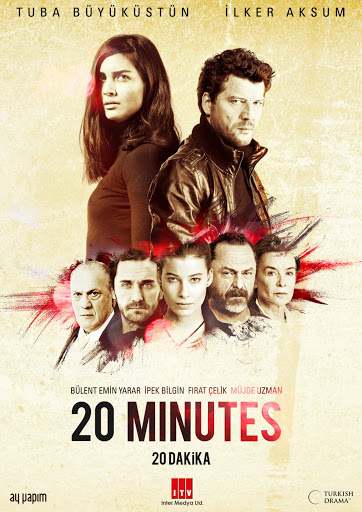 TUBA BÜYÜKÜSTÜN İLKER AKSUM
BÜLENT EMİN YARAR İPEK BİLGİN FIRAT ÇELİK MÜJDE UZMAN
20 MINUTES
20 DAKİKA
ay yapım
ITV
Inter Medya Ltd.
TURKISH
DRAMA